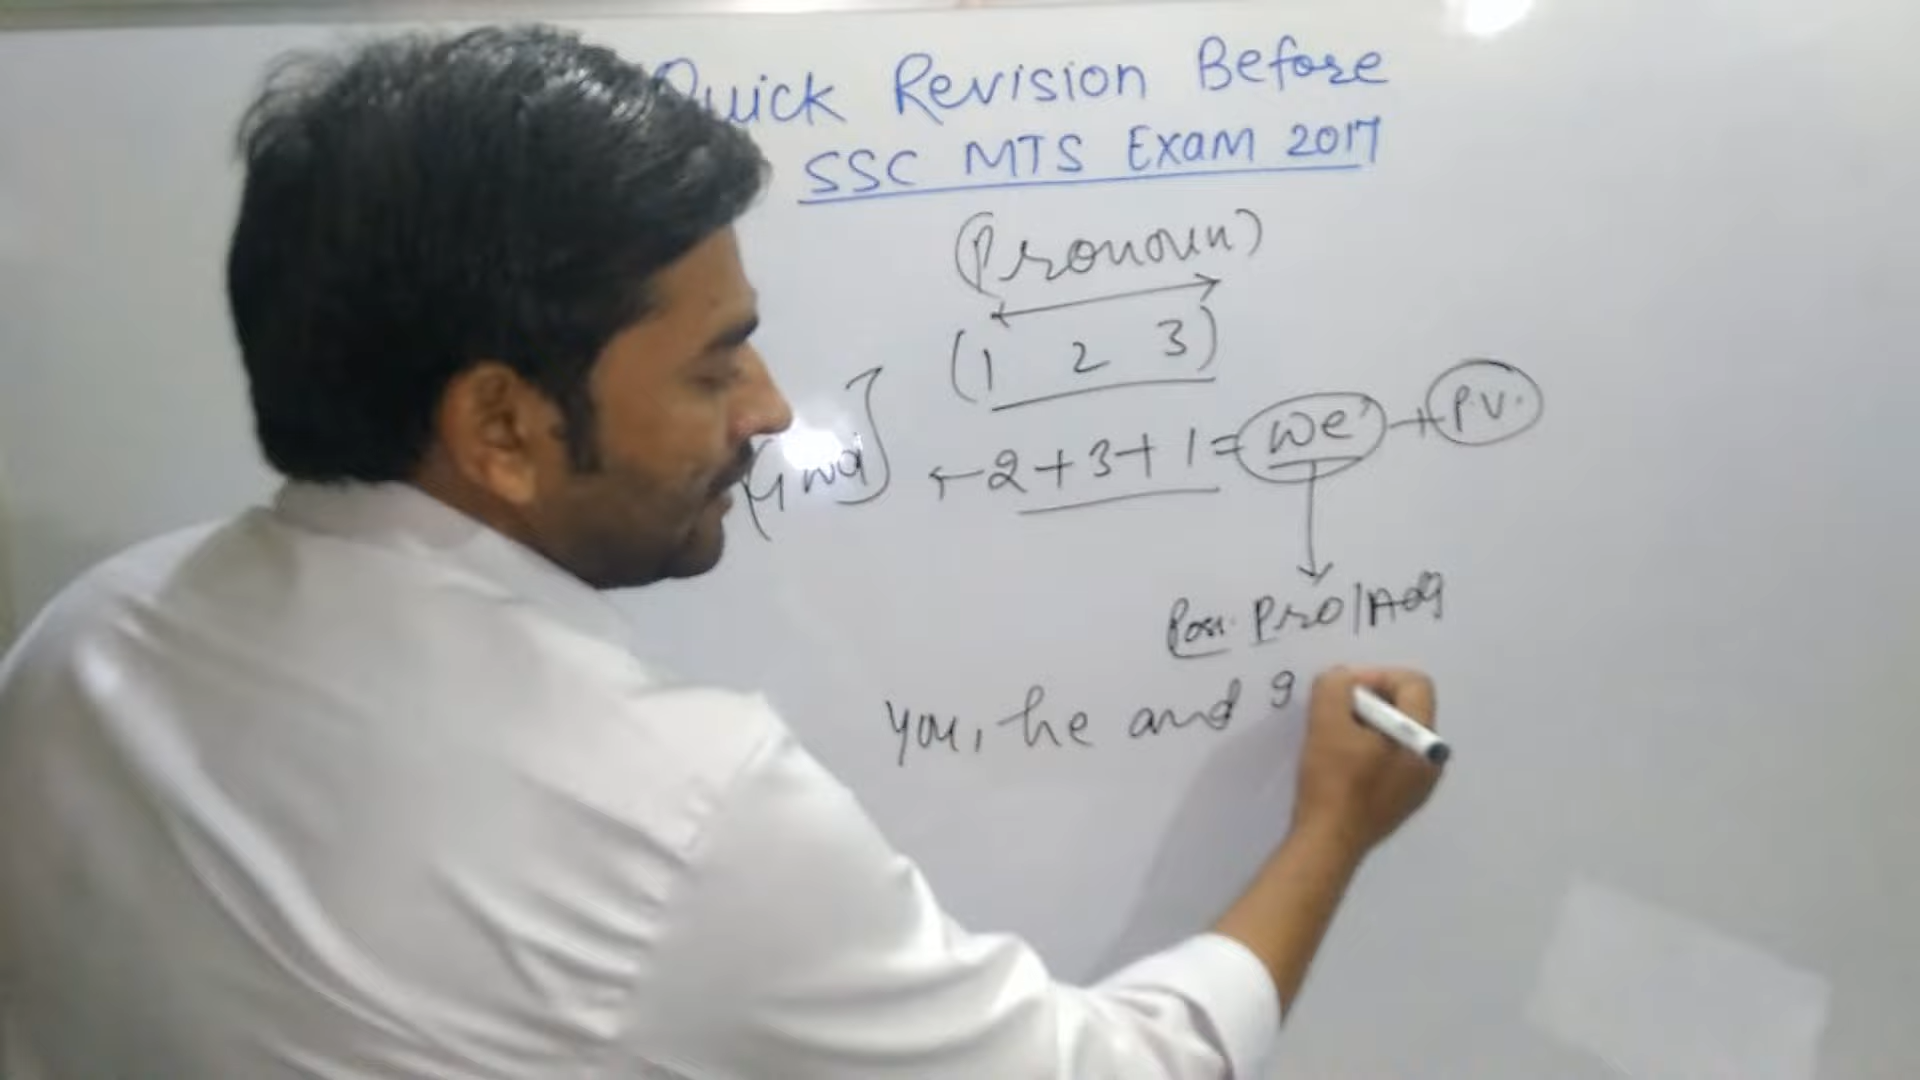 Quick Revision Before
SSC MTS Exam 2017
(Pronoun)
(1 2 3)
2+3+1=We + P.V.
Poss. Pro/Adj
You, he and I